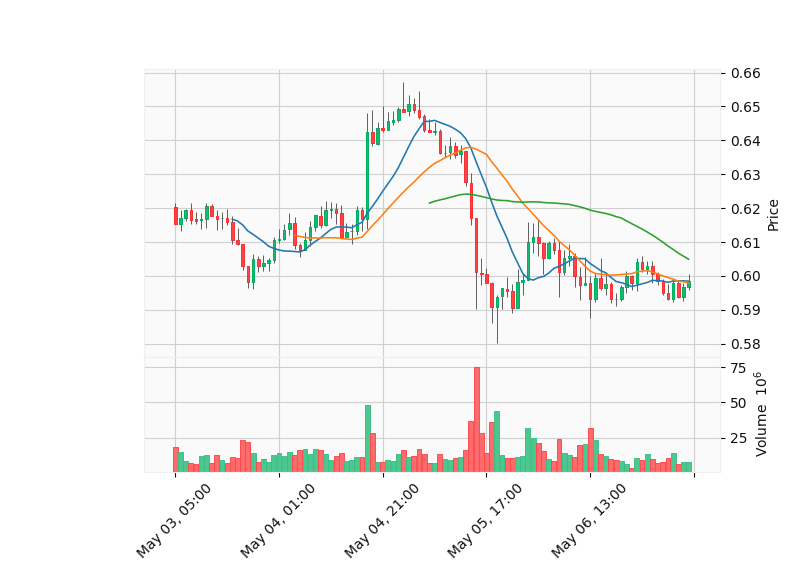 0.66
0.65
0.64
0.63
0.62
0.61
0.60
0.59
0.58
Price
75
50
25
Volume 10⁶
May 03, 05:00
May 04, 01:00
May 04, 21:00
May 05, 17:00
May 06, 13:00